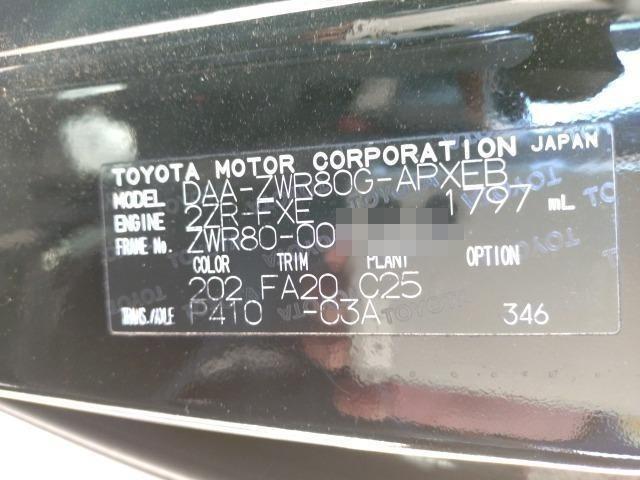 TOYOTA MOTOR CORPORATION JAPAN
MODEL DAA-ZWR80G-APXEB
ENGINE 2ZR-FXE 1797 mL
FRAME No. ZWR80-00
COLOR TRIM PLANT OPTION
202 FA20 C25
TRANS./AXLE P410 -03A 346